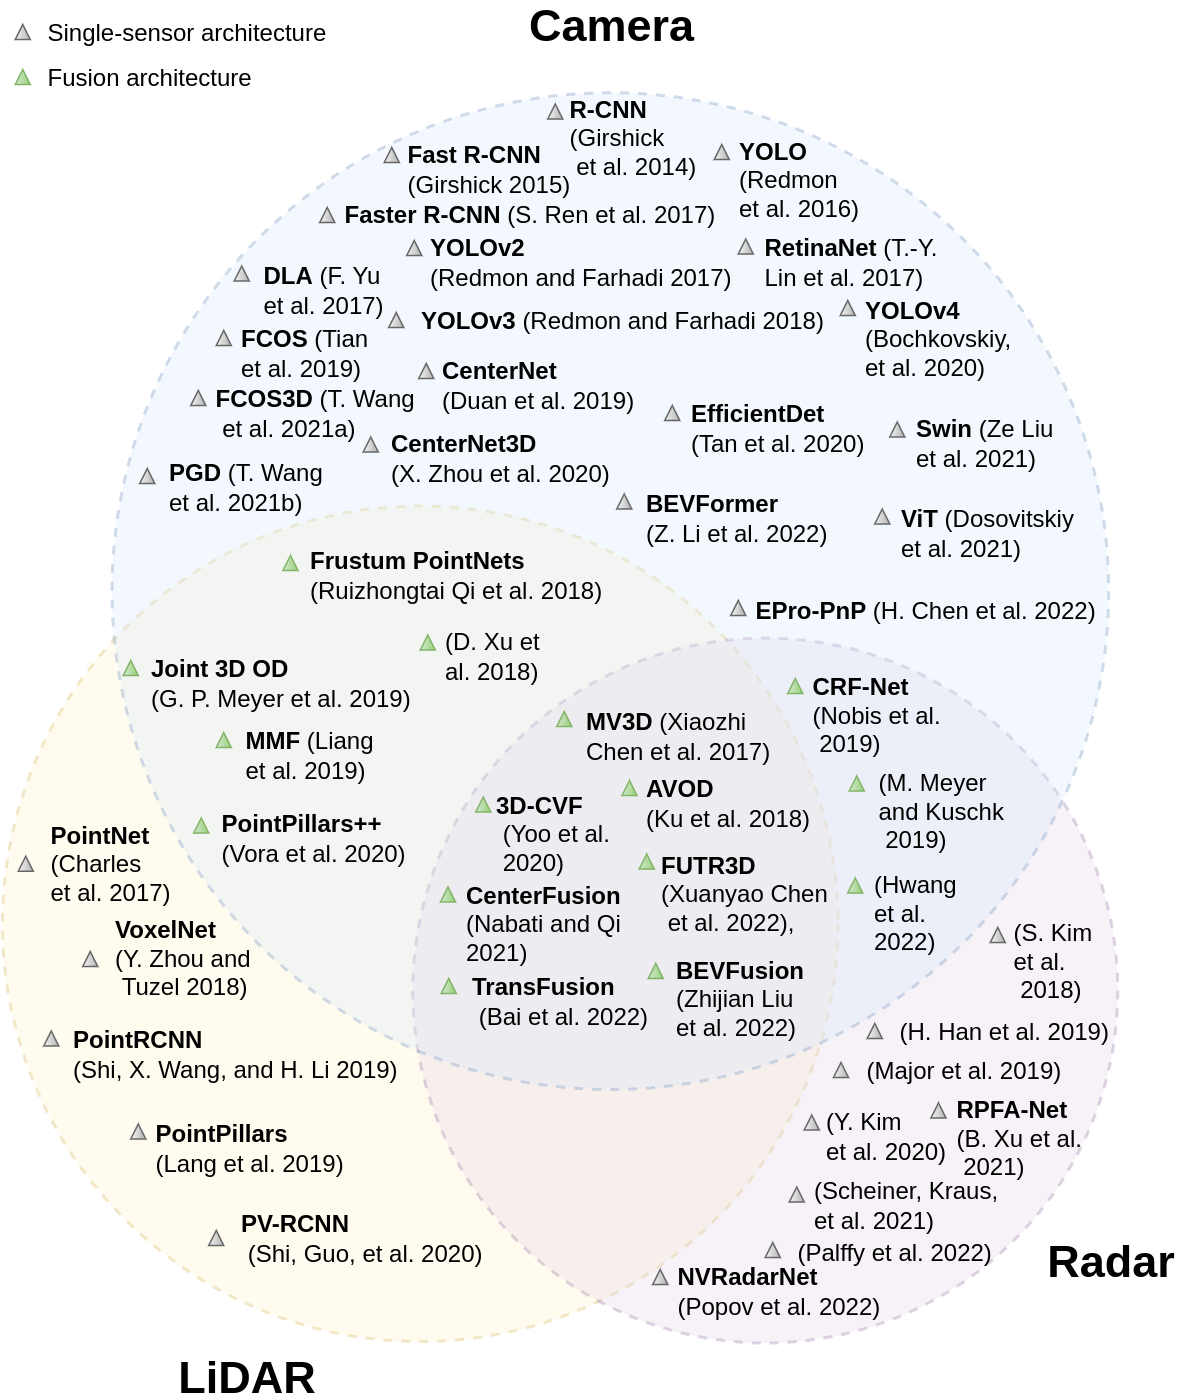 Camera
Single-sensor architecture
Fusion architecture
R-CNN
(Girshick
et al. 2014)
Fast R-CNN
(Girshick 2015)
YOLO
(Redmon
et al. 2016)
Faster R-CNN (S. Ren et al. 2017)
YOLOv2
(Redmon and Farhadi 2017)
RetinaNet (T.-Y.
Lin et al. 2017)
DLA (F. Yu
et al. 2017)
YOLOv3 (Redmon and Farhadi 2018)
YOLOv4
(Bochkovskiy,
et al. 2020)
FCOS (Tian
et al. 2019)
CenterNet
(Duan et al. 2019)
FCOS3D (T. Wang
et al. 2021a)
EfficientDet
(Tan et al. 2020)
Swin (Ze Liu
et al. 2021)
CenterNet3D
(X. Zhou et al. 2020)
PGD (T. Wang
et al. 2021b)
BEVFormer
(Z. Li et al. 2022)
ViT (Dosovitskiy
et al. 2021)
Frustum PointNets
(Ruizhongtai Qi et al. 2018)
EPro-PnP (H. Chen et al. 2022)
(D. Xu et
al. 2018)
Joint 3D OD
(G. P. Meyer et al. 2019)
CRF-Net
(Nobis et al.
2019)
MV3D (Xiaozhi
Chen et al. 2017)
MMF (Liang
et al. 2019)
AVOD
(Ku et al. 2018)
(M. Meyer
and Kuschk
2019)
3D-CVF
(Yoo et al.
2020)
PointPillars++
(Vora et al. 2020)
PointNet
(Charles
et al. 2017)
FUTR3D
(Xuanyao Chen
et al. 2022),
CenterFusion
(Nabati and Qi
2021)
(Hwang
et al.
2022)
VoxelNet
(Y. Zhou and
Tuzel 2018)
(S. Kim
et al.
2018)
TransFusion
(Bai et al. 2022)
BEVFusion
(Zhijian Liu
et al. 2022)
PointRCNN
(Shi, X. Wang, and H. Li 2019)
(H. Han et al. 2019)
(Major et al. 2019)
(Y. Kim
et al. 2020)
RPFA-Net
(B. Xu et al.
2021)
PointPillars
(Lang et al. 2019)
(Scheiner, Kraus,
et al. 2021)
PV-RCNN
(Shi, Guo, et al. 2020)
(Palffy et al. 2022)
NVRadarNet
(Popov et al. 2022)
Radar
LiDAR